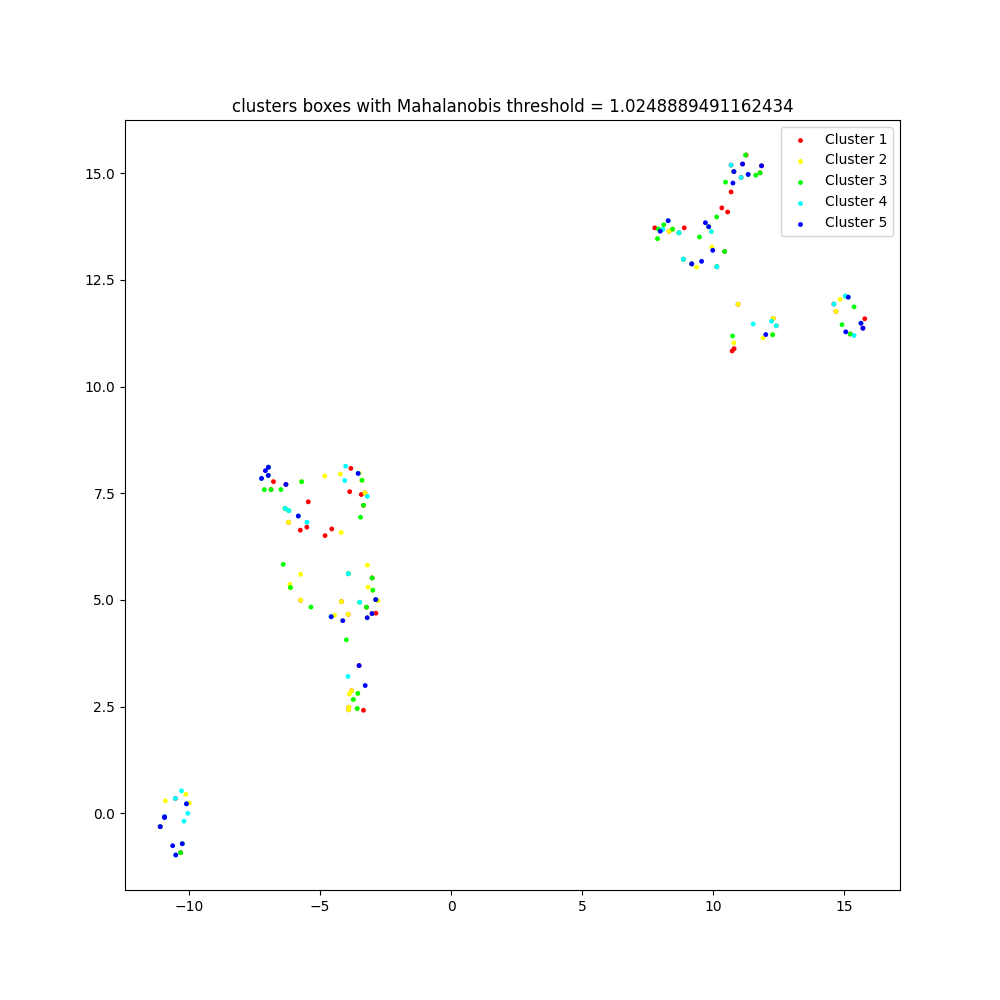 clusters boxes with Mahalanobis threshold = 1.0248889491162434
Cluster 1
Cluster 2
Cluster 3
Cluster 4
Cluster 5
15.0
12.5
10.0
7.5
5.0
2.5
0.0
−10 −5 0 5 10 15